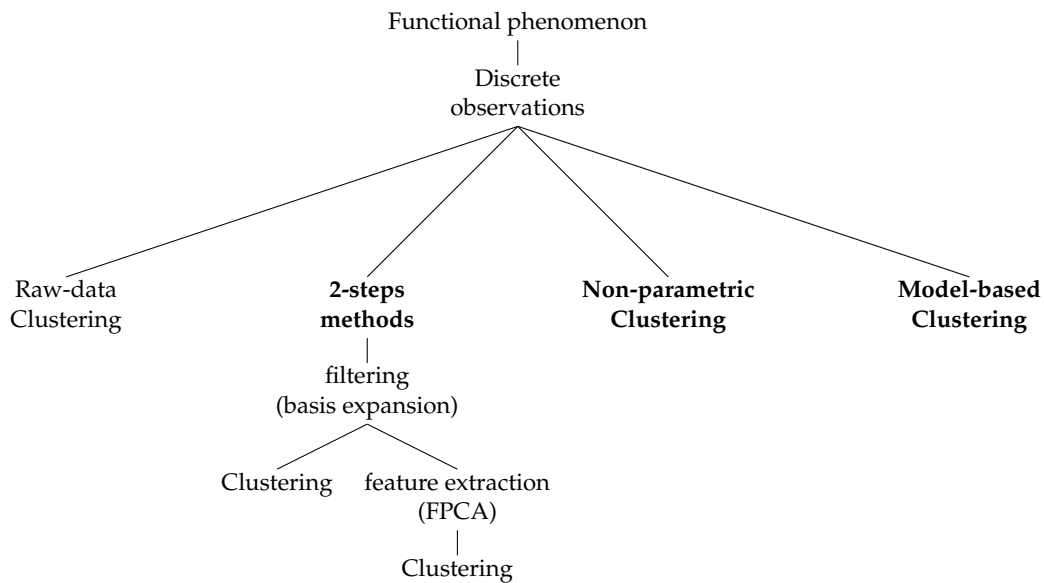 Functional phenomenon
Discrete
observations
Raw-data
Clustering
2-steps
methods
Non-parametric
Clustering
Model-based
Clustering
filtering
(basis expansion)
Clustering
feature extraction
(FPCA)
Clustering